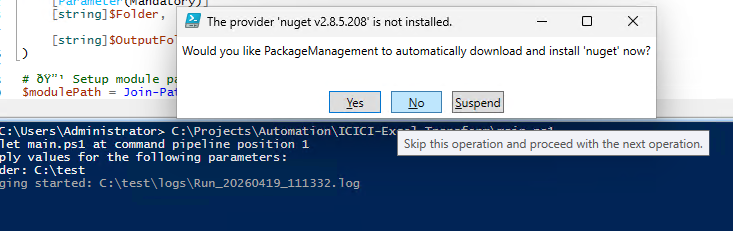 [Parameter(Mandatory)]
[string]$Folder,
[string]$OutputFol
)
# ðŸ”¹ Setup module pa
$modulePath = Join-Pat
The provider 'nuget v2.8.5.208' is not installed.
Would you like PackageManagement to automatically download and install 'nuget' now?
Yes
No
Suspend
C:\Users\Administrator> C:\Projects\Automation\ICICI-Excel-Transform\main.ps1
let main.ps1 at command pipeline position 1
ply values for the following parameters:
der: C:\test
ging started: C:\test\logs\Run_20260419_111332.log
Skip this operation and proceed with the next operation.